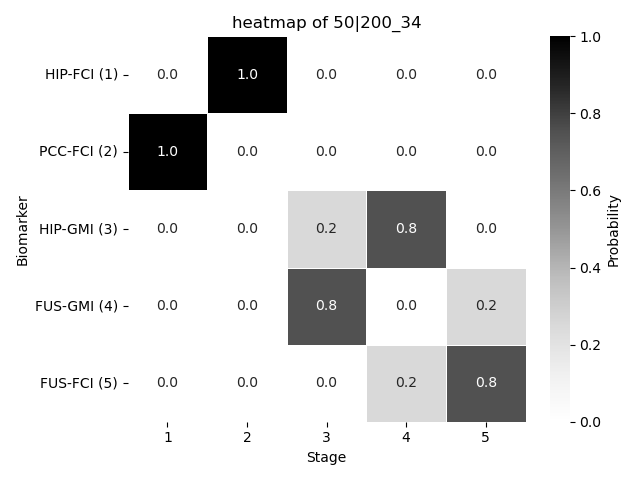 heatmap of 50|200_34
HIP-FCI (1)
0.0 1.0 0.0 0.0 0.0
PCC-FCI (2)
1.0 0.0 0.0 0.0 0.0
HIP-GMI (3)
0.0 0.0 0.2 0.8 0.0
FUS-GMI (4)
0.0 0.0 0.8 0.0 0.2
FUS-FCI (5)
0.0 0.0 0.0 0.2 0.8
Biomarker
1 2 3 4 5
Stage
1.0
0.8
0.6
0.4
0.2
0.0
Probability